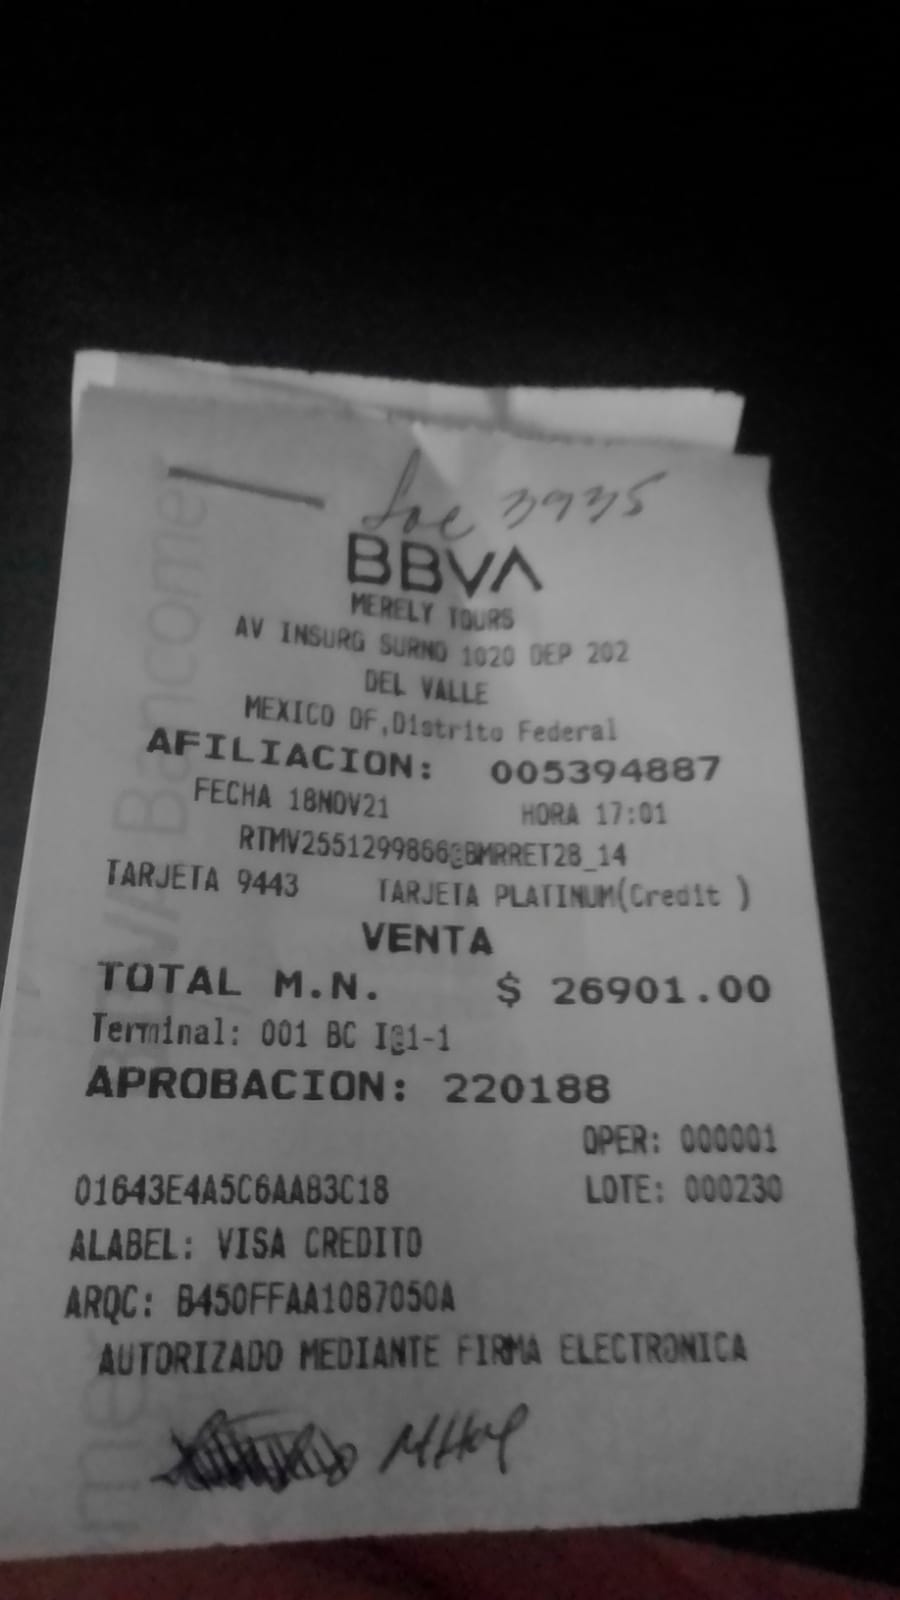 Loc 3935
BBVA
MERELY TOURS
AV INSURG SURNO 1020 DEP 202
DEL VALLE
MEXICO DF,Distrito Federal
AFILIACION: 005394887
FECHA 18NOV21 HORA 17:01
RTMV2551299866@BMRRET28_14
TARJETA 9443 TARJETA PLATINUM(Credit )
VENTA
TOTAL M.N. $ 26901.00
Terminal: 001 BC I@1-1
APROBACION: 220188
OPER: 000001
01643E4A5C6AAB3C18 LOTE: 000230
ALABEL: VISA CREDITO
ARQC: B450FFAA1087050A
AUTORIZADO MEDIANTE FIRMA ELECTRONICA
BBVA Bancomer